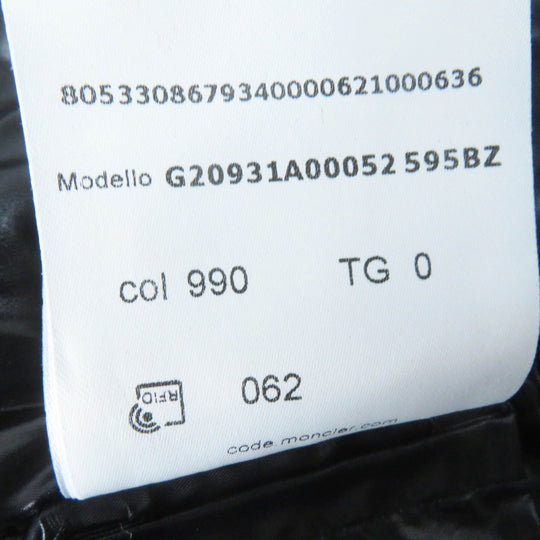 8053308679340000621000636
Modello G20931A00052 595BZ
col 990 TG 0
RFID 062
code.moncler.com